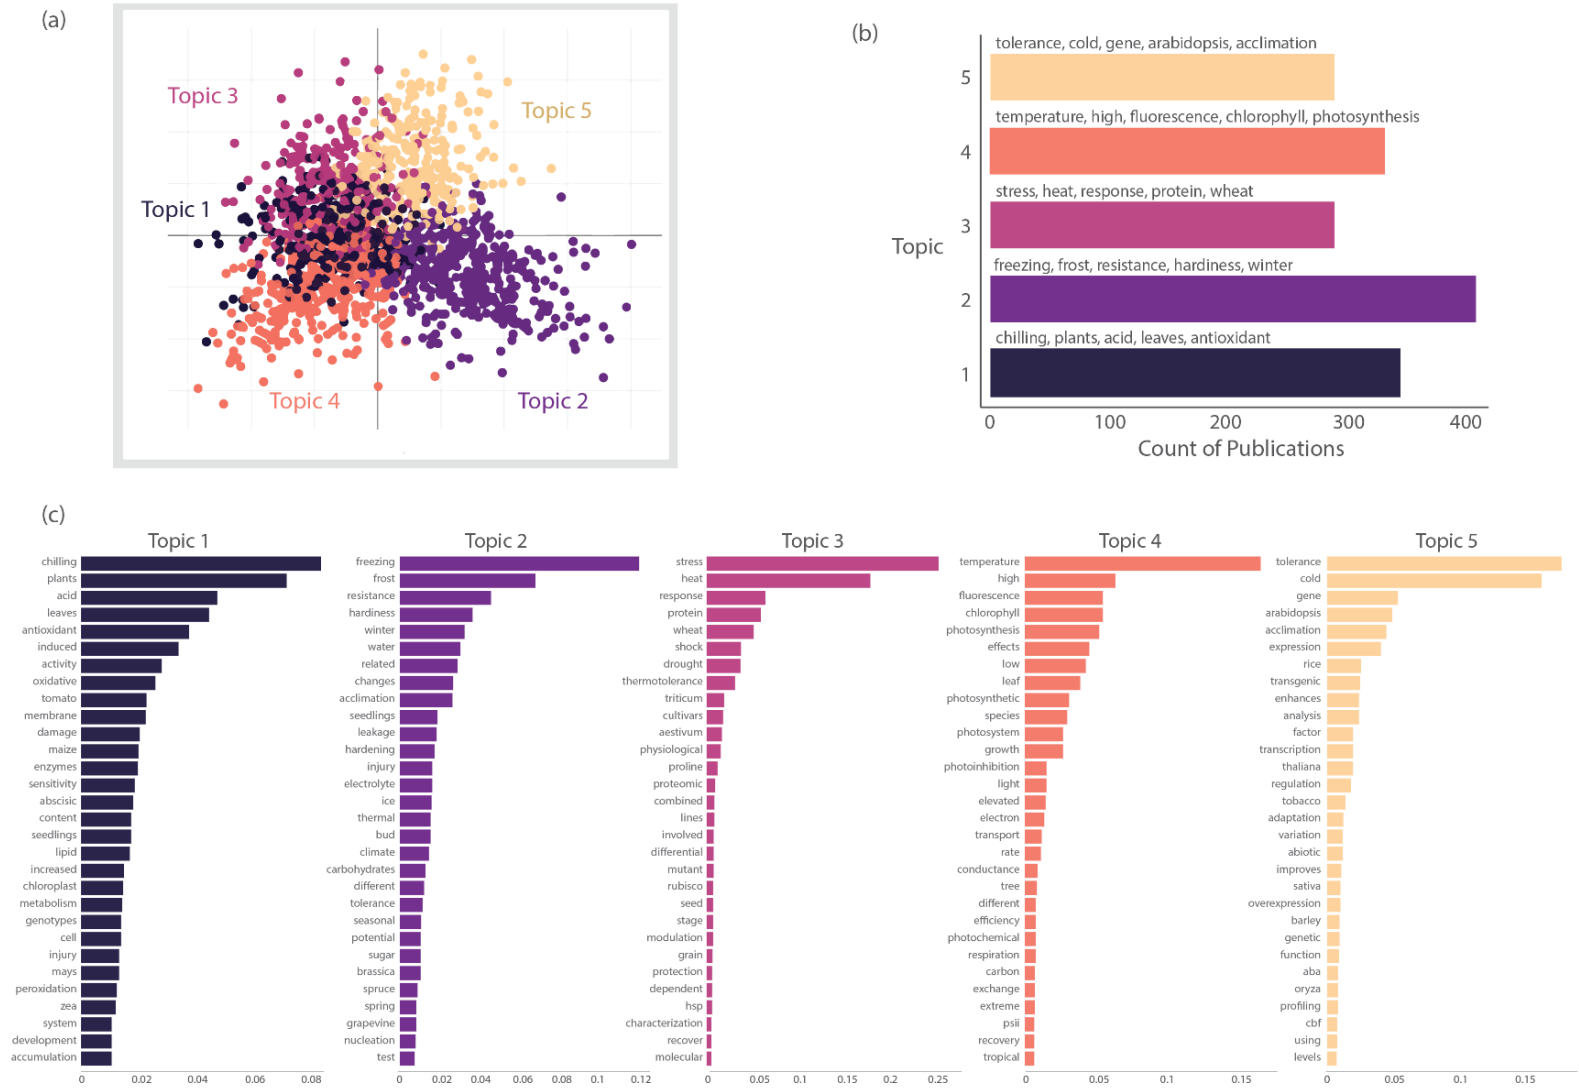 (a)
Topic 3
Topic 5
Topic 1
Topic 4
Topic 2
(b)
tolerance, cold, gene, arabidopsis, acclimation
5
temperature, high, fluorescence, chlorophyll, photosynthesis
4
stress, heat, response, protein, wheat
3
Topic
freezing, frost, resistance, hardiness, winter
2
chilling, plants, acid, leaves, antioxidant
1
0 100 200 300 400
Count of Publications
(c)
Topic 1
chilling
plants
acid
leaves
antioxidant
induced
activity
oxidative
tomato
membrane
damage
maize
enzymes
sensitivity
abscisic
content
seedlings
lipid
increased
chloroplast
metabolism
genotypes
cell
injury
mays
peroxidation
zea
system
development
accumulation
0 0.02 0.04 0.06 0.08
Topic 2
freezing
frost
resistance
hardiness
winter
water
related
changes
acclimation
seedlings
leakage
hardening
injury
electrolyte
ice
thermal
bud
climate
carbohydrates
different
tolerance
seasonal
potential
sugar
brassica
spruce
spring
grapevine
nucleation
test
0 0.02 0.04 0.06 0.08 0.1 0.12
Topic 3
stress
heat
response
protein
wheat
shock
drought
thermotolerance
triticum
cultivars
aestivum
physiological
proline
proteomic
combined
lines
involved
differential
mutant
rubisco
seed
stage
modulation
grain
protection
dependent
hsp
characterization
recover
molecular
0 0.05 0.1 0.15 0.2 0.25
Topic 4
temperature
high
fluorescence
chlorophyll
photosynthesis
effects
low
leaf
photosynthetic
species
photosystem
growth
photoinhibition
light
elevated
electron
transport
rate
conductance
tree
different
efficiency
photochemical
respiration
carbon
exchange
extreme
psii
recovery
tropical
0 0.05 0.1 0.15
Topic 5
tolerance
cold
gene
arabidopsis
acclimation
expression
rice
transgenic
enhances
analysis
factor
transcription
thaliana
regulation
tobacco
adaptation
variation
abiotic
improves
sativa
overexpression
barley
genetic
function
aba
oryza
profiling
cbf
using
levels
0 0.05 0.1 0.15